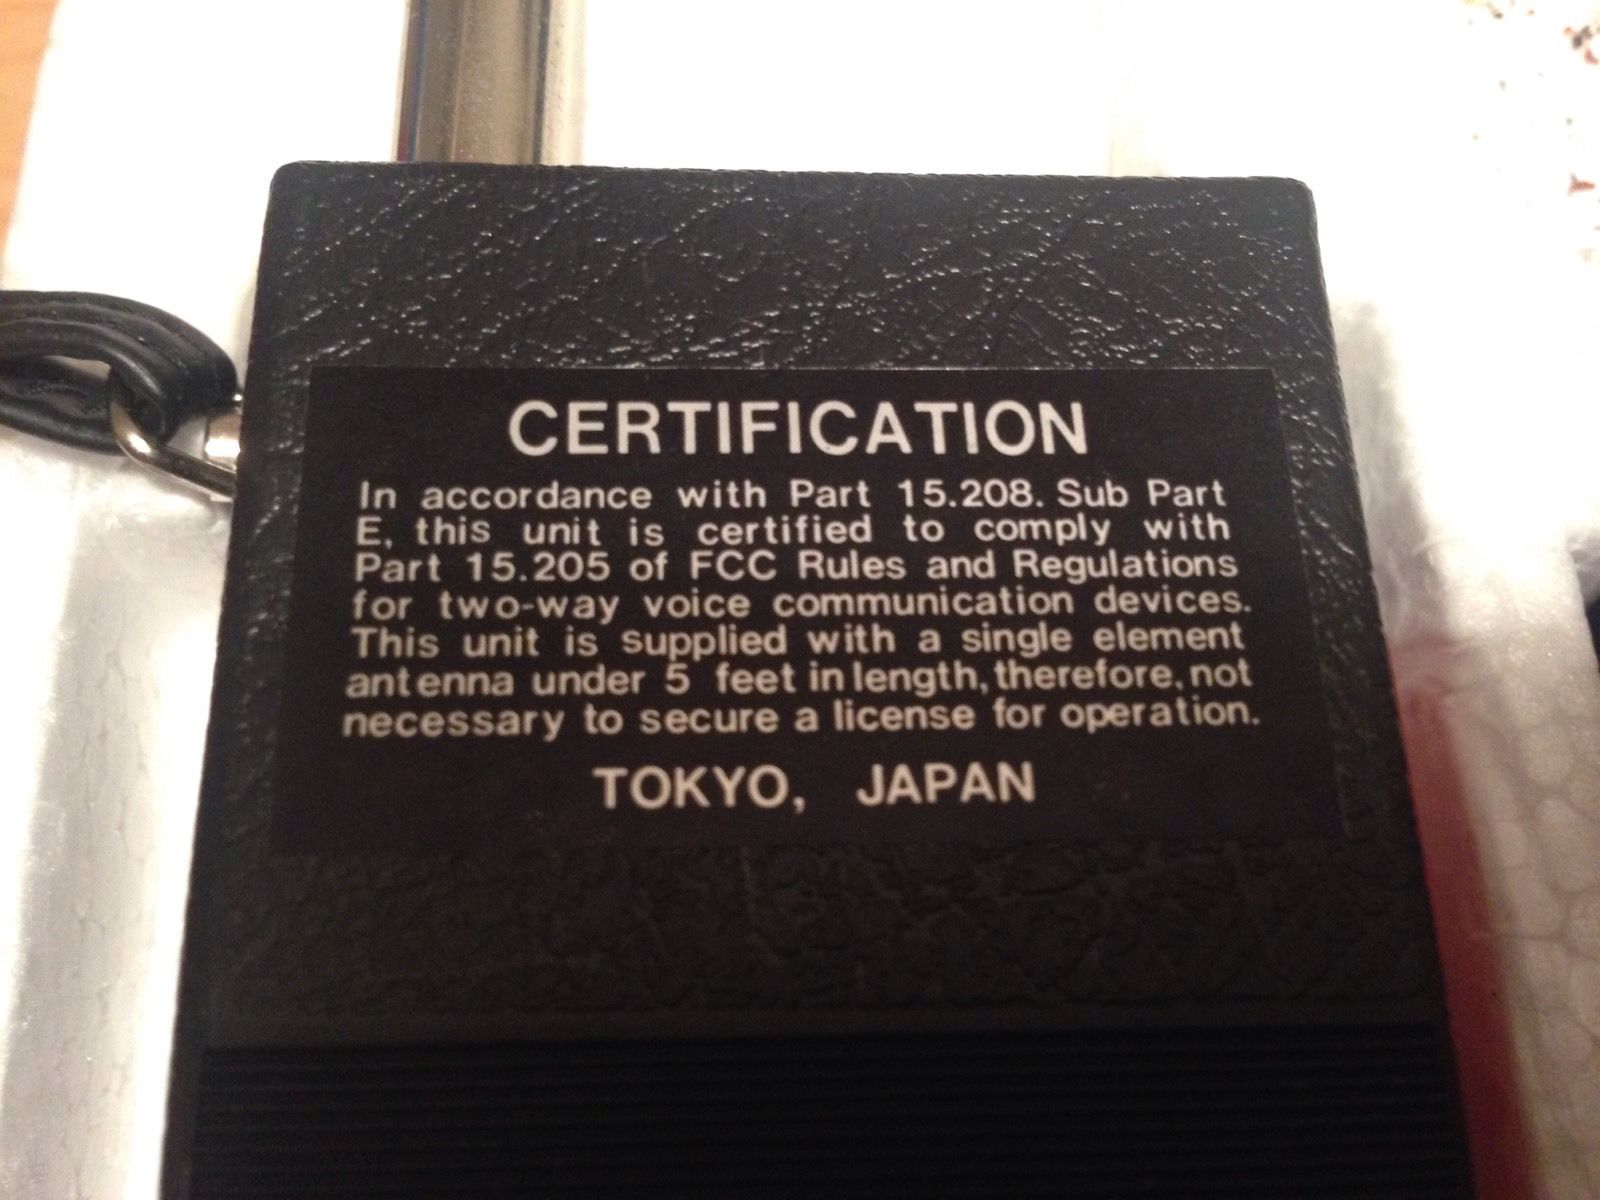 CERTIFICATION
In accordance with Part 15.208. Sub Part
E, this unit is certified to comply with
Part 15.205 of FCC Rules and Regulations
for two-way voice communication devices.
This unit is supplied with a single element
antenna under 5 feet in length, therefore, not
necessary to secure a license for operation.
TOKYO, JAPAN